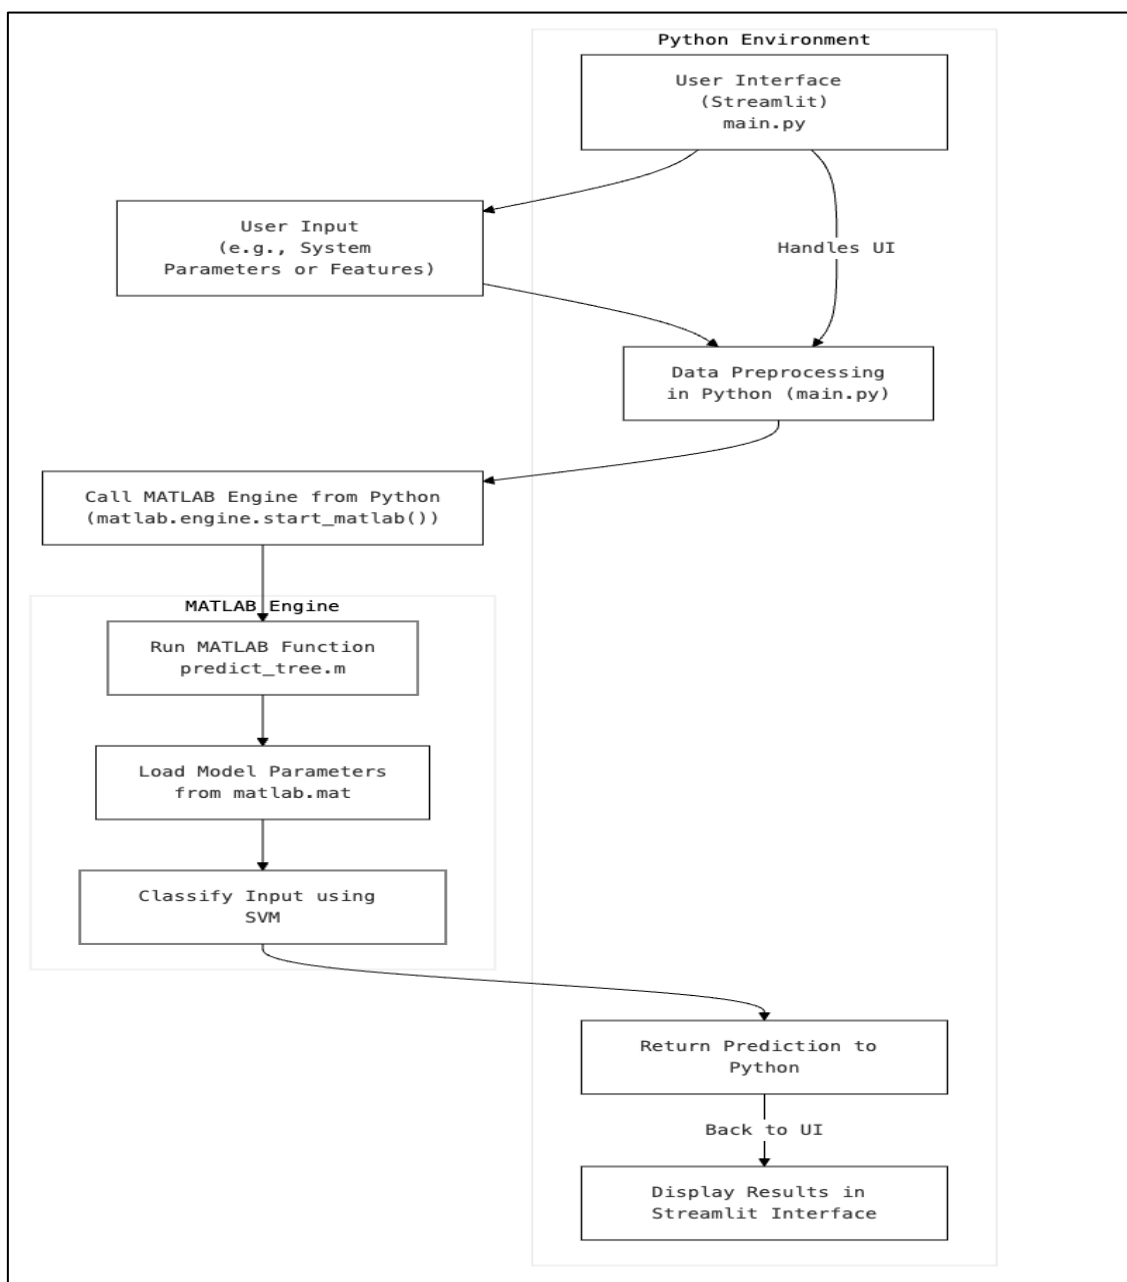 Python Environment
User Interface
(Streamlit)
main.py
User Input
(e.g., System
Parameters or Features)
Handles UI
Data Preprocessing
in Python (main.py)
Call MATLAB Engine from Python
(matlab.engine.start_matlab())
MATLAB Engine
Run MATLAB Function
predict_tree.m
Load Model Parameters
from matlab.mat
Classify Input using
SVM
Return Prediction to
Python
Back to UI
Display Results in
Streamlit Interface